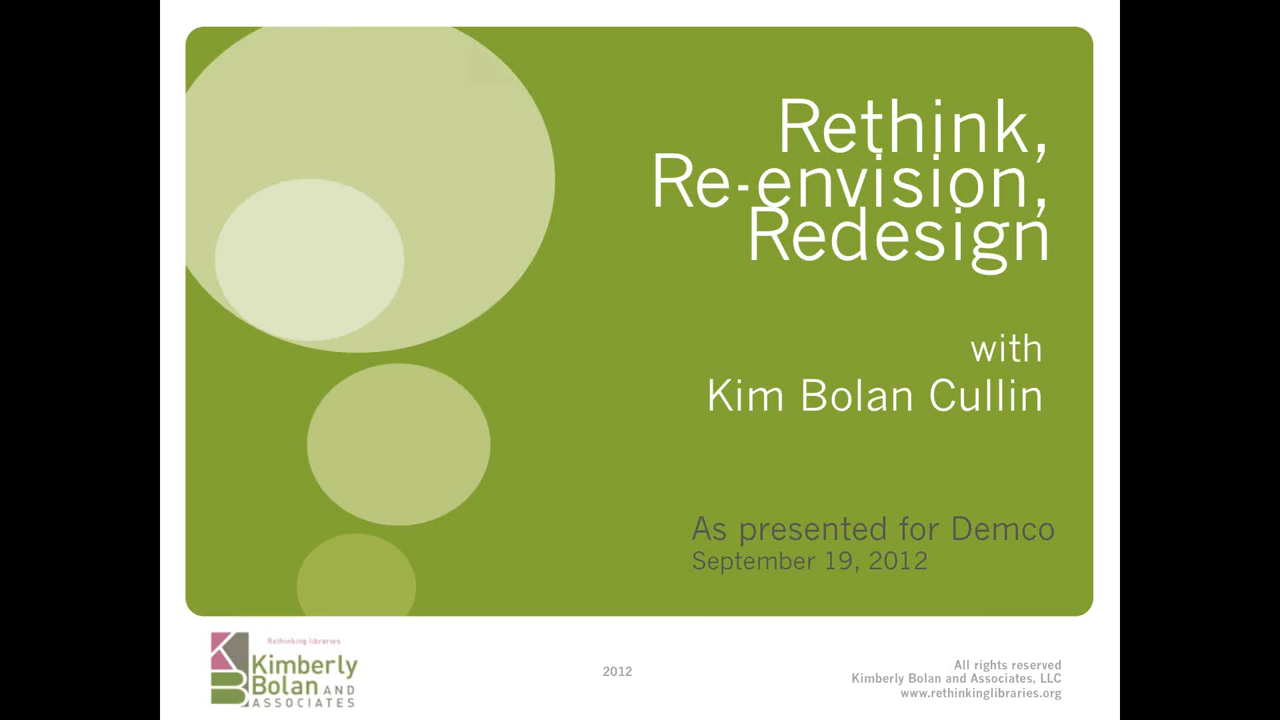 Rethink,
Re-envision,
Redesign
with
Kim Bolan Cullin
As presented for Demco
September 19, 2012
Rethinking libraries
Kimberly
Bolan AND
ASSOCIATES
2012
All rights reserved
Kimberly Bolan and Associates, LLC
www.rethinkinglibraries.org